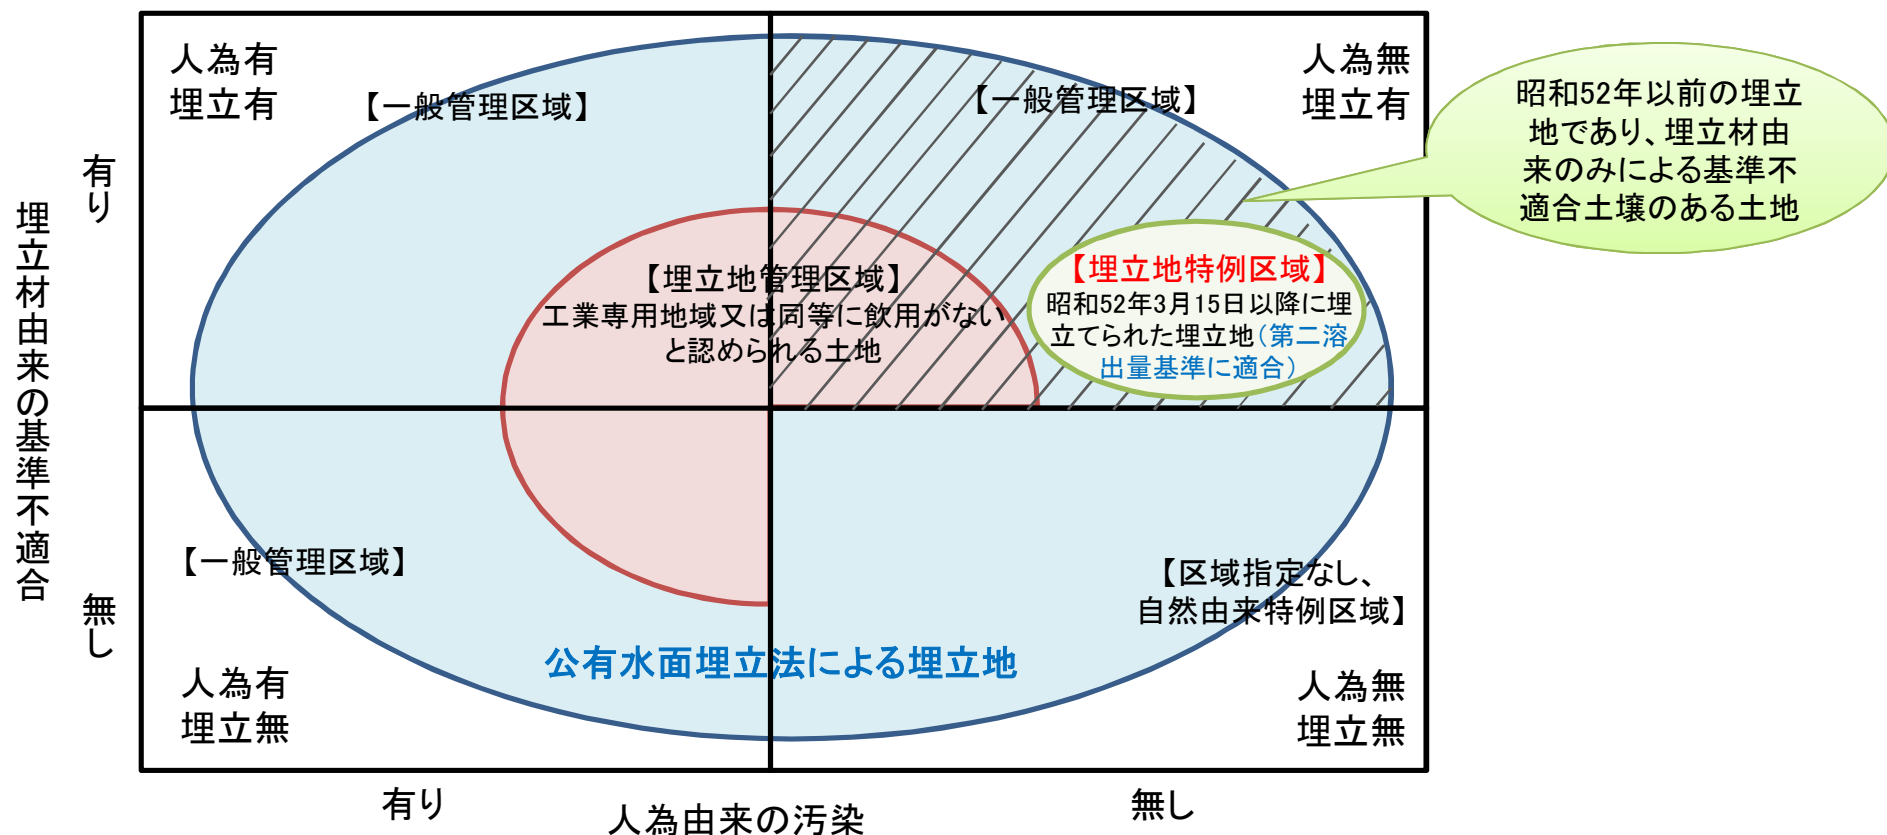 人為有
埋立有
【一般管理区域】
【一般管理区域】
人為無
埋立有
昭和52年以前の埋立
地であり、埋立材由
来のみによる基準不
適合土壌のある土地
有り
埋立材由来の基準不適合
無し
【埋立地管理区域】
工業専用地域又は同等に飲用がない
と認められる土地
【埋立地特例区域】
昭和52年3月15日以降に埋
立てられた埋立地(第二溶
出量基準に適合)
【一般管理区域】
【区域指定なし、
自然由来特例区域】
公有水面埋立法による埋立地
人為有
埋立無
人為無
埋立無
有り
人為由来の汚染
無し